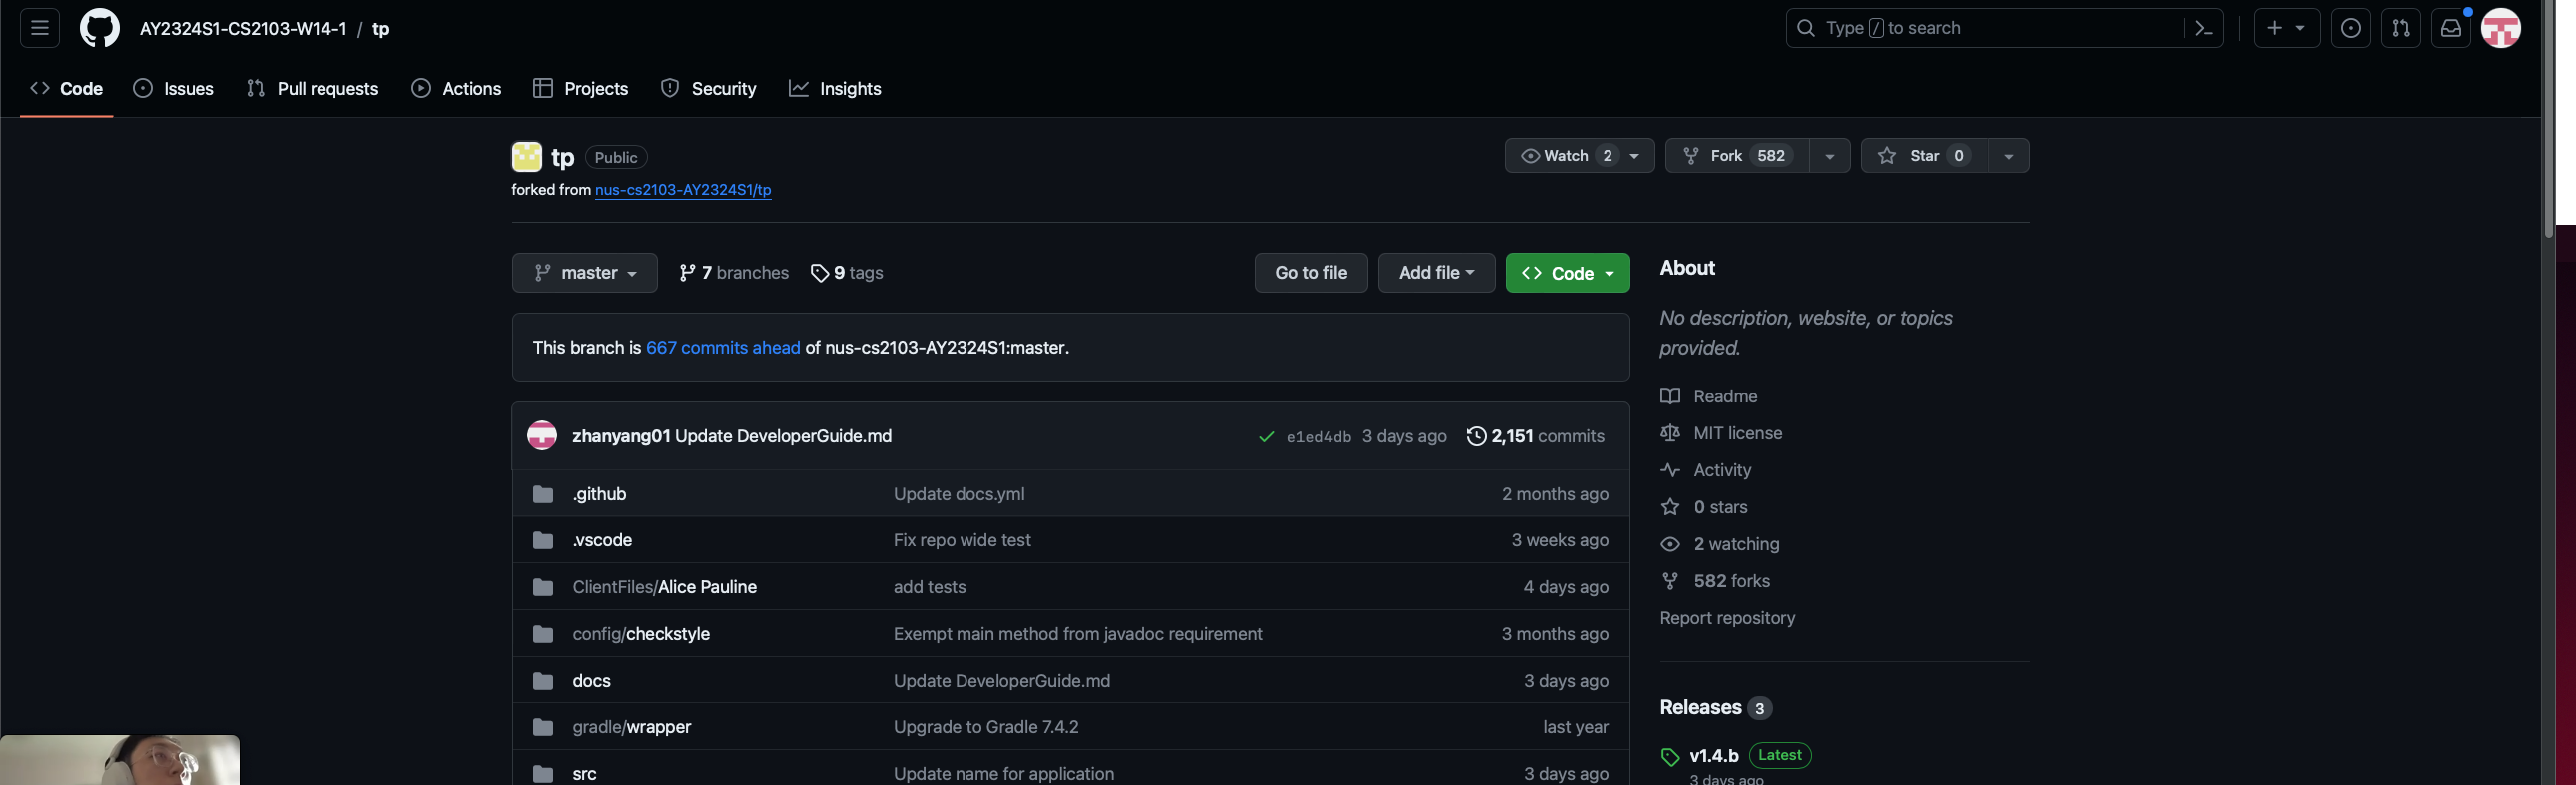 AY2324S1-CS2103-W14-1 / tp
Type / to search
Code Issues Pull requests Actions Projects Security Insights
tp Public
Watch 2 Fork 582 Star 0
forked from nus-cs2103-AY2324S1/tp
master 7 branches 9 tags
Go to file Add file Code
This branch is 667 commits ahead of nus-cs2103-AY2324S1:master.
zhanyang01 Update DeveloperGuide.md e1ed4db 3 days ago 2,151 commits
.github Update docs.yml 2 months ago
.vscode Fix repo wide test 3 weeks ago
ClientFiles/Alice Pauline add tests 4 days ago
config/checkstyle Exempt main method from javadoc requirement 3 months ago
docs Update DeveloperGuide.md 3 days ago
gradle/wrapper Upgrade to Gradle 7.4.2 last year
src Update name for application 3 days ago
About
No description, website, or topics
provided.
Readme
MIT license
Activity
0 stars
2 watching
582 forks
Report repository
Releases 3
v1.4.b Latest
3 days ago